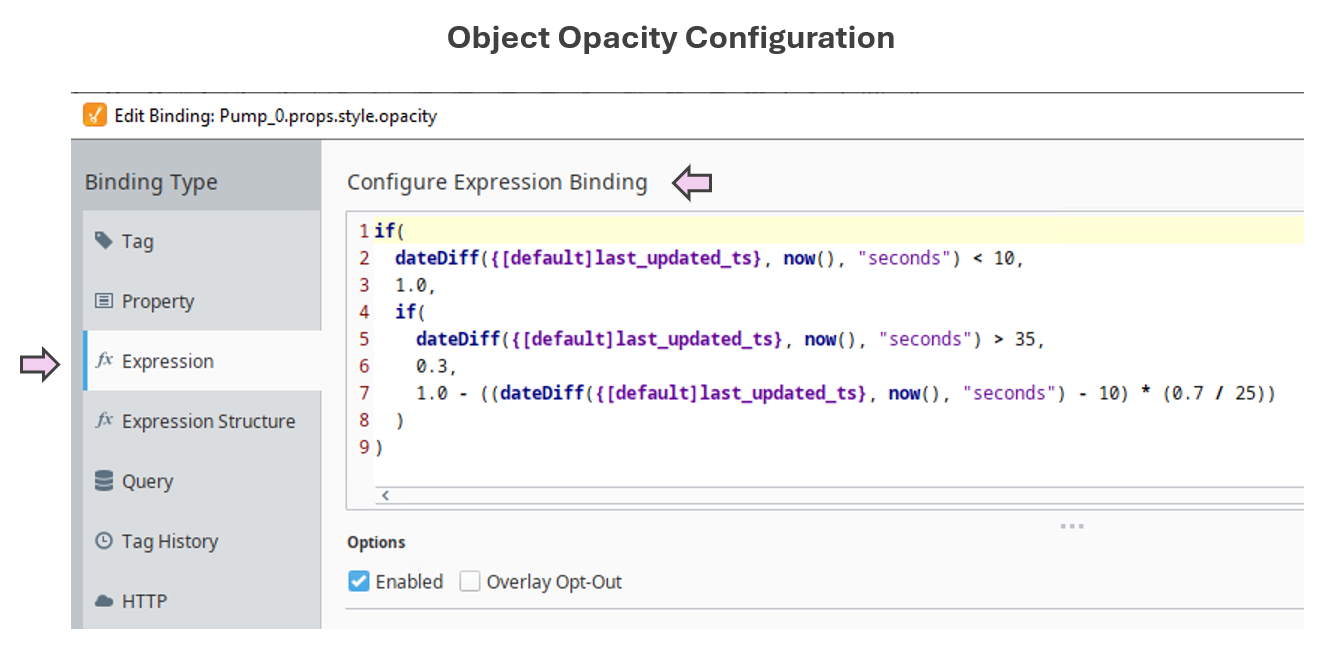 Object Opacity Configuration
Edit Binding: Pump_0.props.style.opacity
Binding Type
Tag
Property
fx Expression
fx Expression Structure
Query
Tag History
HTTP
Configure Expression Binding
1 if(
2   dateDiff({[default]last_updated_ts}, now(), "seconds") < 10,
3   1.0,
4   if(
5     dateDiff({[default]last_updated_ts}, now(), "seconds") > 35,
6     0.3,
7     1.0 - ((dateDiff({[default]last_updated_ts}, now(), "seconds") - 10) * (0.7 / 25))
8   )
9 )
Options
Enabled Overlay Opt-Out